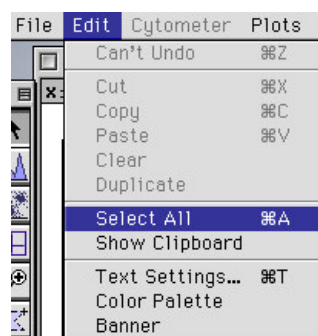 File Edit Cytometer Plots
Can't Undo ⌘Z
X:
Cut ⌘X
Copy ⌘C
Paste ⌘V
Clear
Duplicate
Select All ⌘A
Show Clipboard
Text Settings... ⌘T
Color Palette
Banner